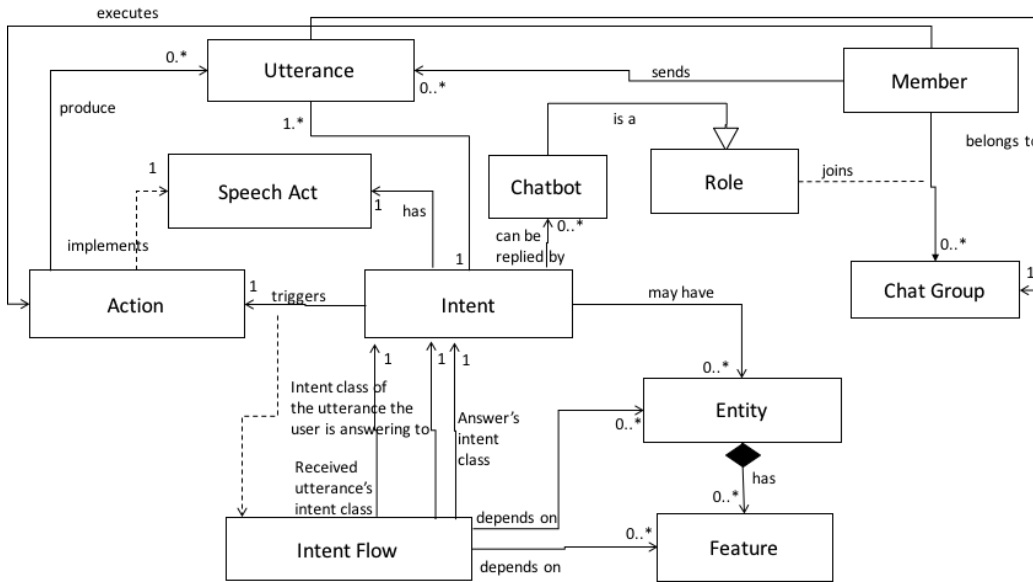 executes
Utterance
Member
0.*
0..*
sends
produce
1.*
is a
belongs to
1
Speech Act
1
has
Chatbot
Role
joins
0..*
can be
replied by
implements
1
0..*
1
Action
1
triggers
Intent
may have
Chat Group
1
1
1
0..*
Intent class of
the utterance the
user is answering to
Answer's
intent
class
Entity
0..*
Received
utterance's
intent class
has
0..*
depends on
Intent Flow
0..*
depends on
Feature